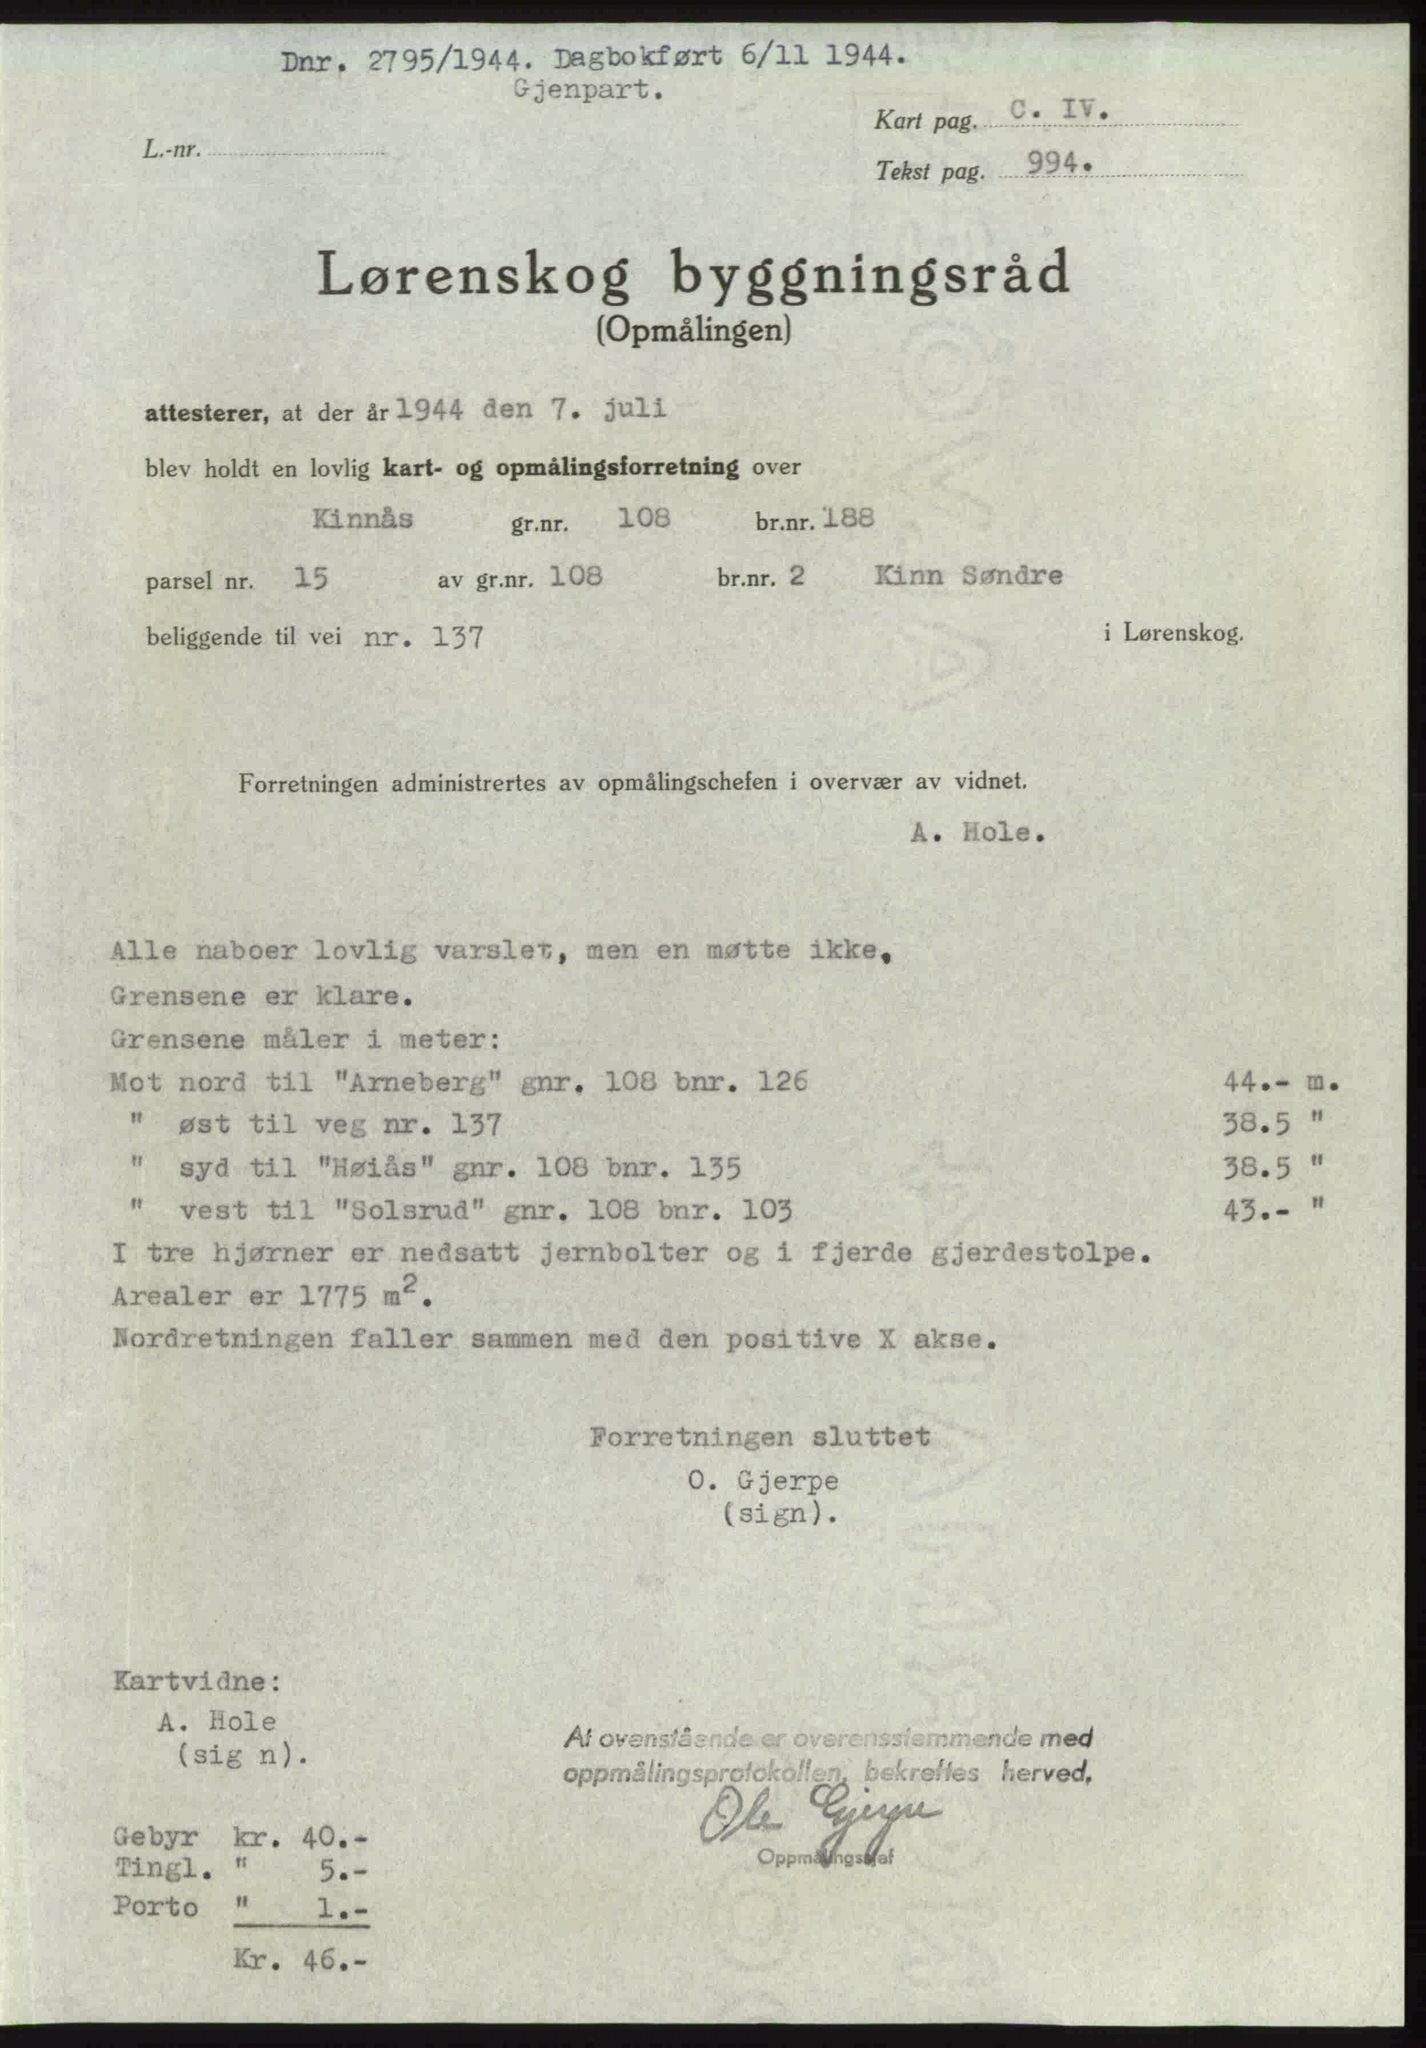 Dnr. 2795/1944. Dagbokført 6/11 1944.
Gjenpart.
Kart pag. C. IV.
L.-nr.
Tekst pag. 994.
Lørenskog byggningsråd
(Opmålingen)
attesterer, at der år 1944 den 7. juli
blev holdt en lovlig kart- og opmålingsforretning over
Kinnås gr.nr. 108 br.nr. 188
parsel nr. 15 av gr.nr. 108 br.nr. 2 Kinn Søndre
beliggende til vei nr. 137 i Lørenskog.
Forretningen administrertes av opmålingschefen i overvær av vidnet.
A. Hole.
Alle naboer lovlig varslet, men en møtte ikke.
Grensene er klare.
Grensene måler i meter:
Mot nord til "Arneberg" gnr. 108 bnr. 126 44.- m.
" øst til veg nr. 137 38.5 "
" syd til "Høiås" gnr. 108 bnr. 135 38.5 "
" vest til "Solsrud" gnr. 108 bnr. 103 43.- "
I tre hjørner er nedsatt jernbolter og i fjerde gjerdestolpe.
Arealer er 1775 m².
Nordretningen faller sammen med den positive X akse.
Forretningen sluttet
O. Gjerpe
(sign).
Kartvidne:
A. Hole
(sig n).
At ovenstående er overensstemmende med
oppmålingsprotokollen, bekreftes herved.
Ole Gjerpe
Oppmålingssjef
Gebyr kr. 40.-
Tingl. " 5.-
Porto " 1.-
Kr. 46.-